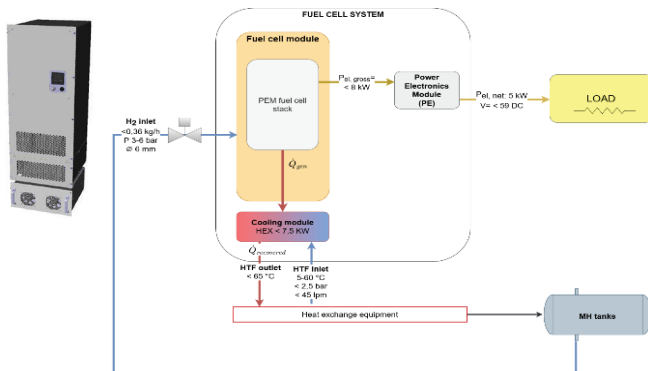 FUEL CELL SYSTEM
Fuel cell module
PEM fuel cell
stack
Pel, gross=
< 8 kW
Power
Electronics
Module
(PE)
Pel, net: 5 kW
V= < 59 DC
LOAD
H2 inlet
<0,36 kg/h
P 3-6 bar
Ø 6 mm
Q̇gen
Cooling module
HEX < 7.5 KW
Q̇recovered
HTF outlet
< 65 °C
HTF Inlet
5-60 °C
< 2,5 bar
< 45 lpm
Heat exchange equipment
MH tanks